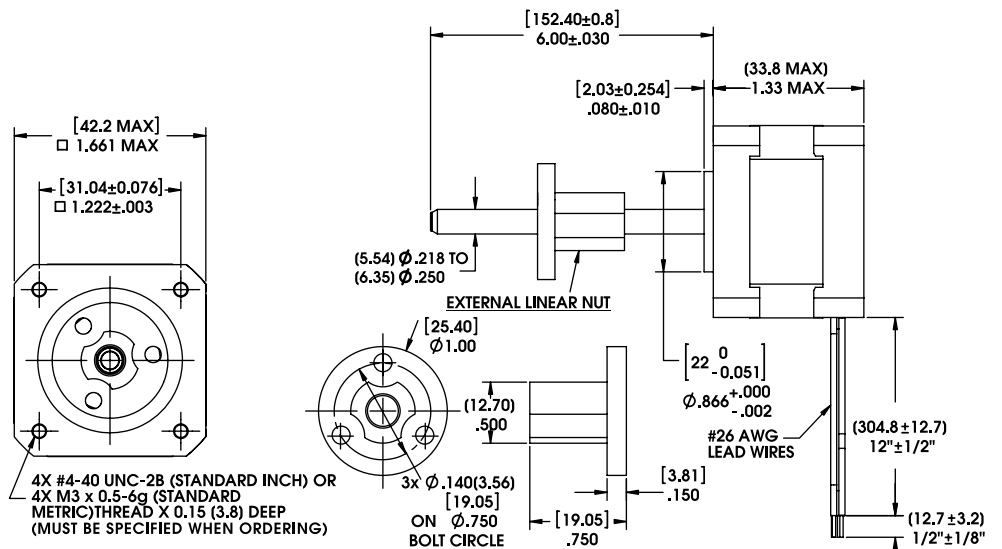 [152.40±0.8]
6.00±.030
(33.8 MAX)
1.33 MAX
[2.03±0.254]
.080±.010
[42.2 MAX]
□ 1.661 MAX
[31.04±0.076]
□ 1.222±.003
(5.54) Ø .218 TO
(6.35) Ø .250
EXTERNAL LINEAR NUT
[25.40]
Ø1.00
[22 0 -0.051]
Ø.866 +.000 -.002
(12.70)
.500
#26 AWG
LEAD WIRES
(304.8±12.7)
12"±1/2"
4X #4-40 UNC-2B (STANDARD INCH) OR
4X M3 x 0.5-6g (STANDARD
METRIC)THREAD X 0.15 (3.8) DEEP
(MUST BE SPECIFIED WHEN ORDERING)
3x Ø.140(3.56)
[19.05]
ON Ø.750
BOLT CIRCLE
[3.81]
.150
[19.05]
.750
(12.7 ±3.2)
1/2"±1/8"